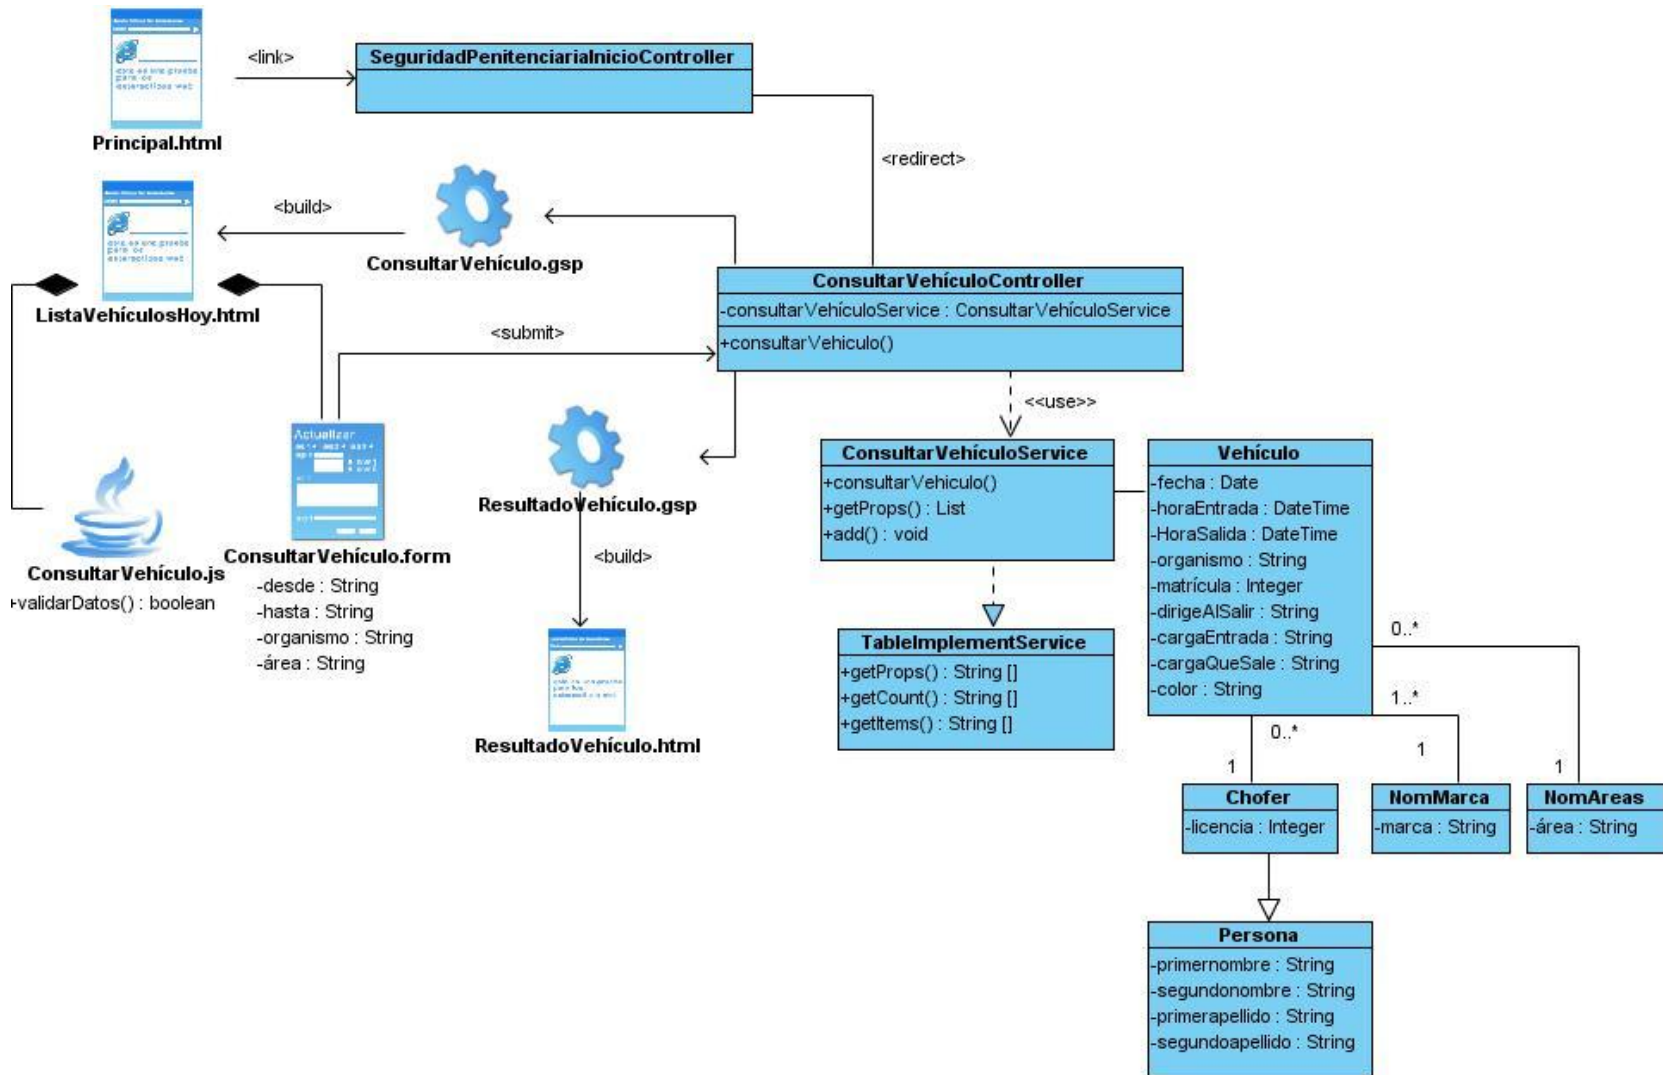 Principal.html
<link>
SeguridadPenitenciariaInicioController
<redirect>
ListaVehículosHoy.html
<build>
ConsultarVehículo.gsp
ConsultarVehículoController
-consultarVehículoService : ConsultarVehículoService
+consultarVehiculo()
<submit>
<<use>>
Actualizar
ConsultarVehículo.js
+validarDatos() : boolean
ConsultarVehículo.form
-desde : String
-hasta : String
-organismo : String
-área : String
ResultadoVehículo.gsp
<build>
ResultadoVehículo.html
ConsultarVehículoService
+consultarVehiculo()
+getProps() : List
+add() : void
TableImplementService
+getProps() : String []
+getCount() : String []
+getItems() : String []
Vehículo
-fecha : Date
-horaEntrada : DateTime
-HoraSalida : DateTime
-organismo : String
-matrícula : Integer
-dirigeAlSalir : String
-cargaEntrada : String
-cargaQueSale : String
-color : String
0..*
1..*
0..*
1
1
1
Chofer
-licencia : Integer
NomMarca
-marca : String
NomAreas
-área : String
Persona
-primernombre : String
-segundonombre : String
-primerapellido : String
-segundoapellido : String